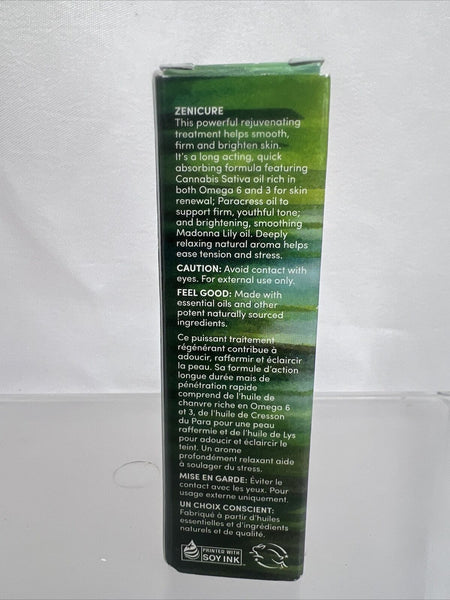 ZENICURE
This powerful rejuvenating
treatment helps smooth,
firm and brighten skin.
It's a long acting, quick
absorbing formula featuring
Cannabis Sativa oil rich in
both Omega 6 and 3 for skin
renewal; Paracress oil to
support firm, youthful tone;
and brightening, smoothing
Madonna Lily oil. Deeply
relaxing natural aroma helps
ease tension and stress.
CAUTION: Avoid contact with
eyes. For external use only.
FEEL GOOD: Made with
essential oils and other
potent naturally sourced
ingredients.
Ce puissant traitement
régénérant contribue à
adoucir, raffermir et éclaircir
la peau. Sa formule d'action
longue durée mais de
pénétration rapide
comprend de l'huile de
chanvre riche en Omega 6
et 3, de l'huile de Cresson
du Para pour une peau
raffermie et de l'huile de Lys
pour adoucir et éclaircir le
teint. Un arome
profondément relaxant aide
à soulager du stress.
MISE EN GARDE: Éviter le
contact avec les yeux. Pour
usage externe uniquement.
UN CHOIX CONSCIENT:
Fabriqué à partir d'huiles
essentielles et d'ingrédients
naturels et de qualité.
PRINTED WITH
SOY INK